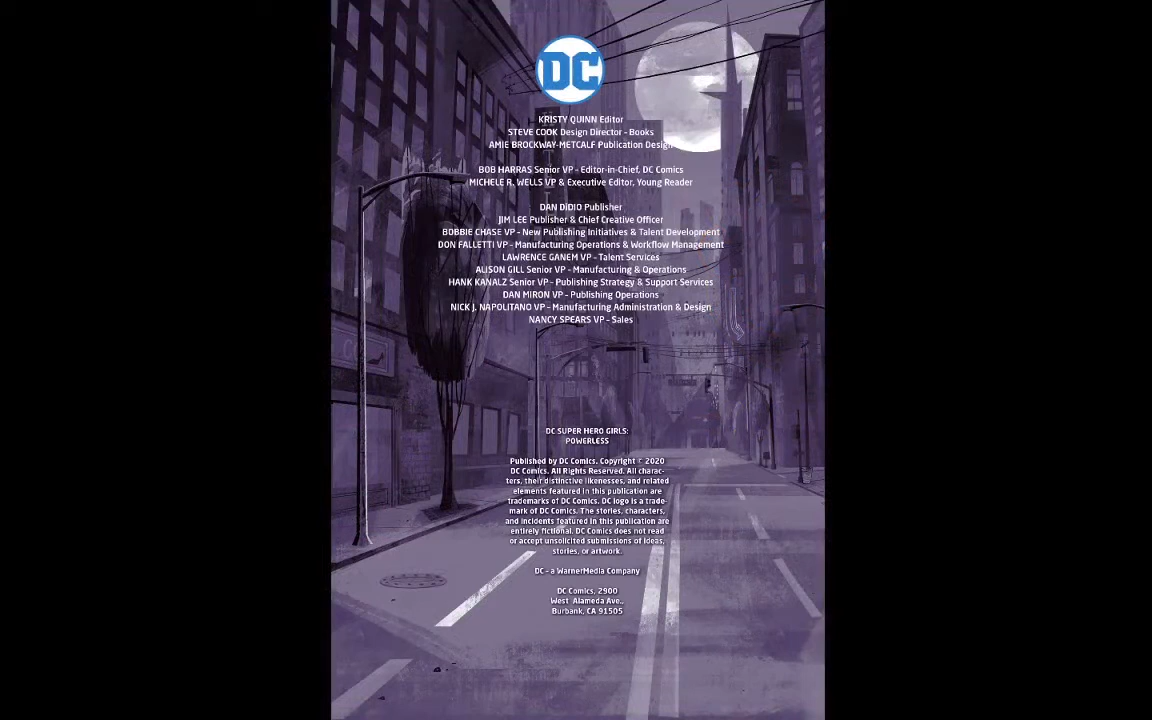 DC
KRISTY QUINN Editor
STEVE COOK Design Director - Books
AMIE BROCKWAY-METCALF Publication Design
BOB HARRAS Senior VP - Editor-in-Chief, DC Comics
MICHELE R. WELLS VP & Executive Editor, Young Reader
DAN DiDIO Publisher
JIM LEE Publisher & Chief Creative Officer
BOBBIE CHASE VP - New Publishing Initiatives & Talent Development
DON FALLETTI VP - Manufacturing Operations & Workflow Management
LAWRENCE GANEM VP - Talent Services
ALISON GILL Senior VP - Manufacturing & Operations
HANK KANALZ Senior VP - Publishing Strategy & Support Services
DAN MIRON VP - Publishing Operations
NICK J. NAPOLITANO VP - Manufacturing Administration & Design
NANCY SPEARS VP - Sales
DC SUPER HERO GIRLS:
POWERLESS
Published by DC Comics. Copyright © 2020
DC Comics. All Rights Reserved. All charac-
ters, their distinctive likenesses, and related
elements featured in this publication are
trademarks of DC Comics. DC logo is a trade-
mark of DC Comics. The stories, characters,
and incidents featured in this publication are
entirely fictional. DC Comics does not read
or accept unsolicited submissions of ideas,
stories, or artwork.
DC - a WarnerMedia Company
DC Comics, 2900
West Alameda Ave.,
Burbank, CA 91505